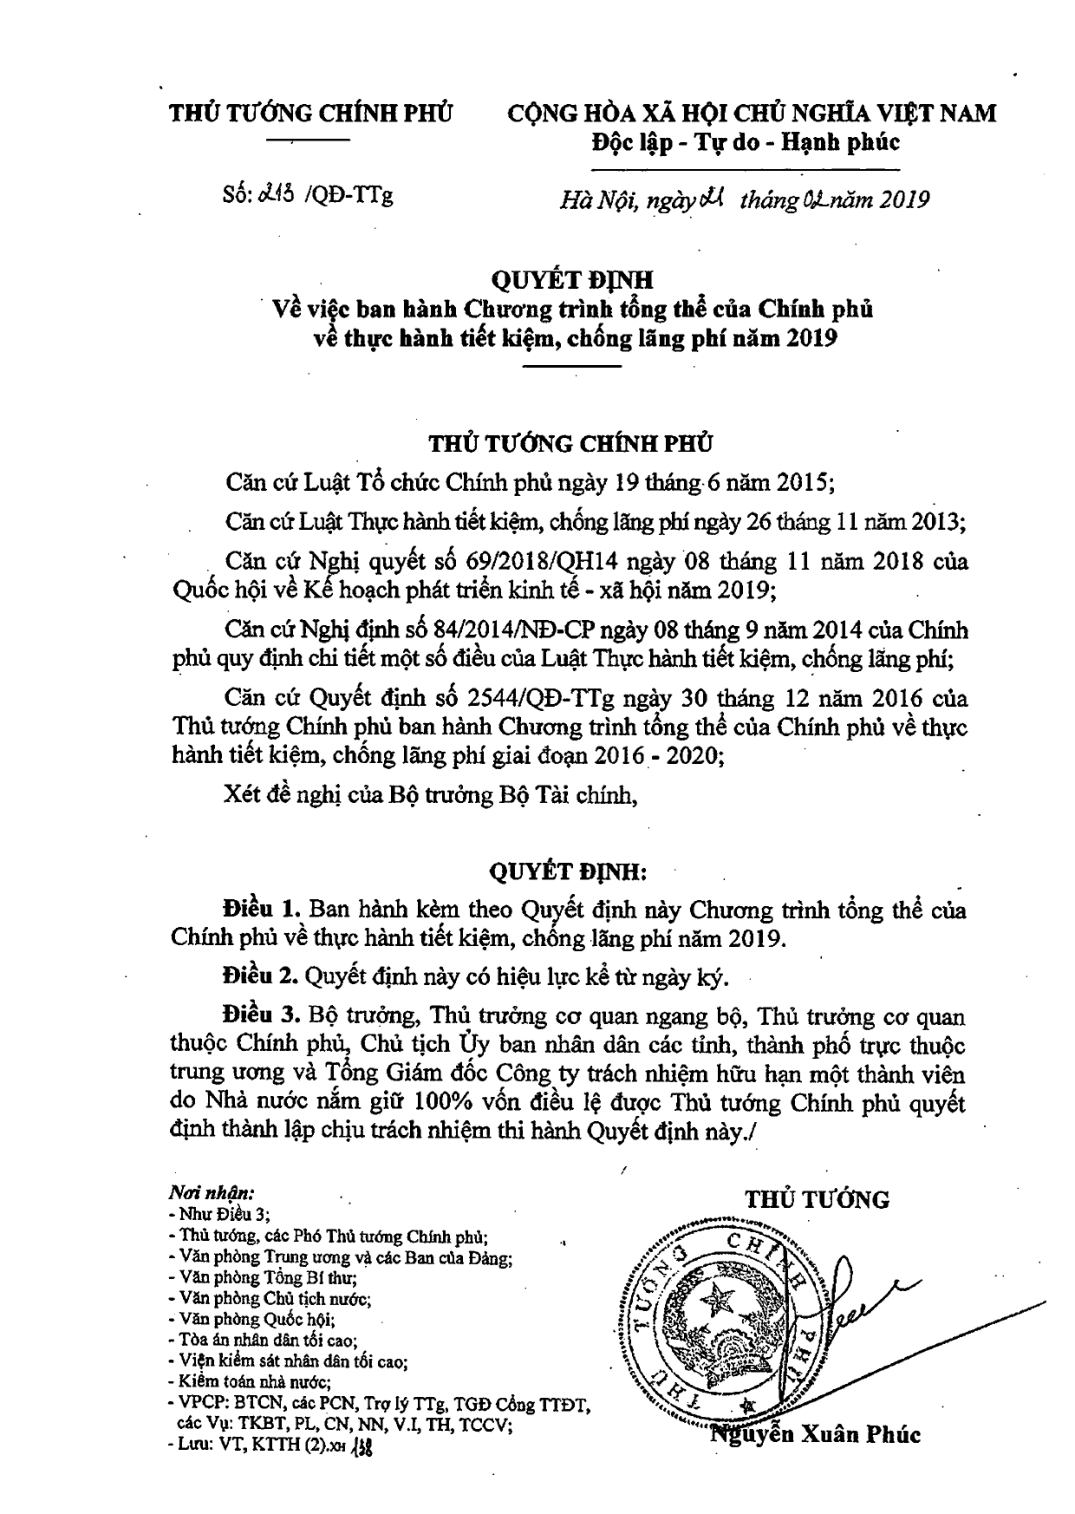 THỦ TƯỚNG CHÍNH PHỦ
CỘNG HÒA XÃ HỘI CHỦ NGHĨA VIỆT NAM
Độc lập - Tự do - Hạnh phúc
Số: 213 /QĐ-TTg
Hà Nội, ngày 21 tháng 02 năm 2019
QUYẾT ĐỊNH
Về việc ban hành Chương trình tổng thể của Chính phủ
về thực hành tiết kiệm, chống lãng phí năm 2019
THỦ TƯỚNG CHÍNH PHỦ
Căn cứ Luật Tổ chức Chính phủ ngày 19 tháng 6 năm 2015;
Căn cứ Luật Thực hành tiết kiệm, chống lãng phí ngày 26 tháng 11 năm 2013;
Căn cứ Nghị quyết số 69/2018/QH14 ngày 08 tháng 11 năm 2018 của
Quốc hội về Kế hoạch phát triển kinh tế - xã hội năm 2019;
Căn cứ Nghị định số 84/2014/NĐ-CP ngày 08 tháng 9 năm 2014 của Chính
phủ quy định chi tiết một số điều của Luật Thực hành tiết kiệm, chống lãng phí;
Căn cứ Quyết định số 2544/QĐ-TTg ngày 30 tháng 12 năm 2016 của
Thủ tướng Chính phủ ban hành Chương trình tổng thể của Chính phủ về thực
hành tiết kiệm, chống lãng phí giai đoạn 2016 - 2020;
Xét đề nghị của Bộ trưởng Bộ Tài chính,
QUYẾT ĐỊNH:
Điều 1. Ban hành kèm theo Quyết định này Chương trình tổng thể của
Chính phủ về thực hành tiết kiệm, chống lãng phí năm 2019.
Điều 2. Quyết định này có hiệu lực kể từ ngày ký.
Điều 3. Bộ trưởng, Thủ trưởng cơ quan ngang bộ, Thủ trưởng cơ quan
thuộc Chính phủ, Chủ tịch Ủy ban nhân dân các tỉnh, thành phố trực thuộc
trung ương và Tổng Giám đốc Công ty trách nhiệm hữu hạn một thành viên
do Nhà nước nắm giữ 100% vốn điều lệ được Thủ tướng Chính phủ quyết
định thành lập chịu trách nhiệm thi hành Quyết định này./
Nơi nhận:
- Như Điều 3;
- Thủ tướng, các Phó Thủ tướng Chính phủ;
- Văn phòng Trung ương và các Ban của Đảng;
- Văn phòng Tổng Bí thư;
- Văn phòng Chủ tịch nước;
- Văn phòng Quốc hội;
- Tòa án nhân dân tối cao;
- Viện kiểm sát nhân dân tối cao;
- Kiểm toán nhà nước;
- VPCP: BTCN, các PCN, Trợ lý TTg, TGĐ Cổng TTĐT,
các Vụ: TKBT, PL, CN, NN, V.I, TH, TCCV;
- Lưu: VT, KTTH (2).XH 138
THỦ TƯỚNG
THỦ TƯỚNG CHÍNH PHỦ
Nguyễn Xuân Phúc